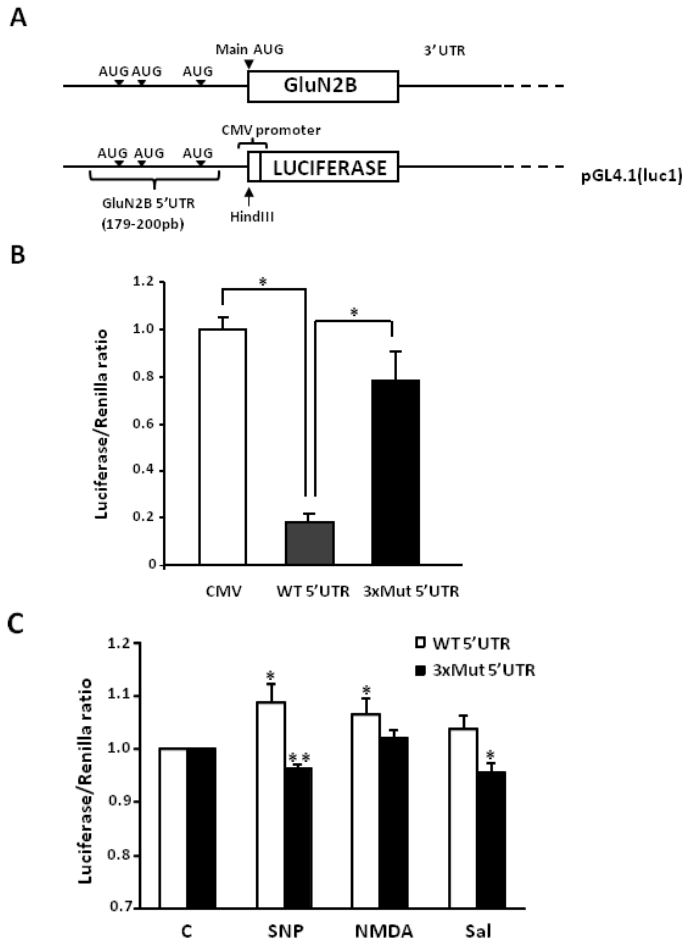 A
Main AUG
3'UTR
AUG AUG AUG
GluN2B
CMV promoter
AUG AUG AUG
LUCIFERASE
pGL4.1(luc1)
GluN2B 5'UTR
(179-200pb)
HindIII
B
Luciferase/Renilla ratio
1.2
1.0
0.8
0.6
0.4
0.2
0
*
*
CMV
WT 5'UTR
3xMut 5'UTR
C
Luciferase/Renilla ratio
1.2
1.1
1.0
0.9
0.8
0.7
WT 5'UTR
3xMut 5'UTR
*
**
*
*
C
SNP
NMDA
Sal